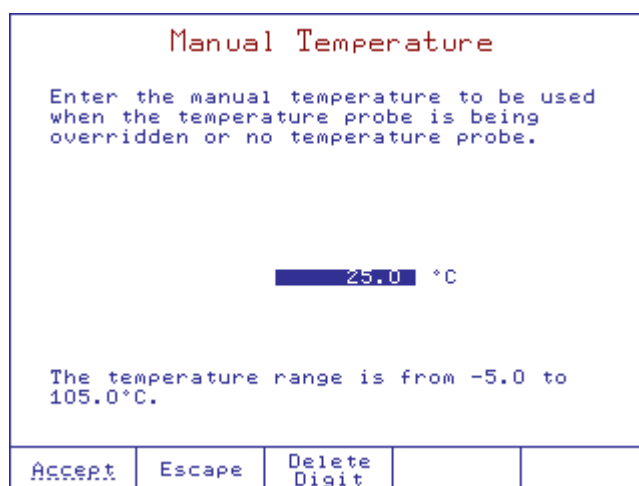 Manual Temperature
Enter the manual temperature to be used
when the temperature probe is being
overridden or no temperature probe.
25.0 °C
The temperature range is from -5.0 to
105.0°C.
Accept Escape Delete Digit